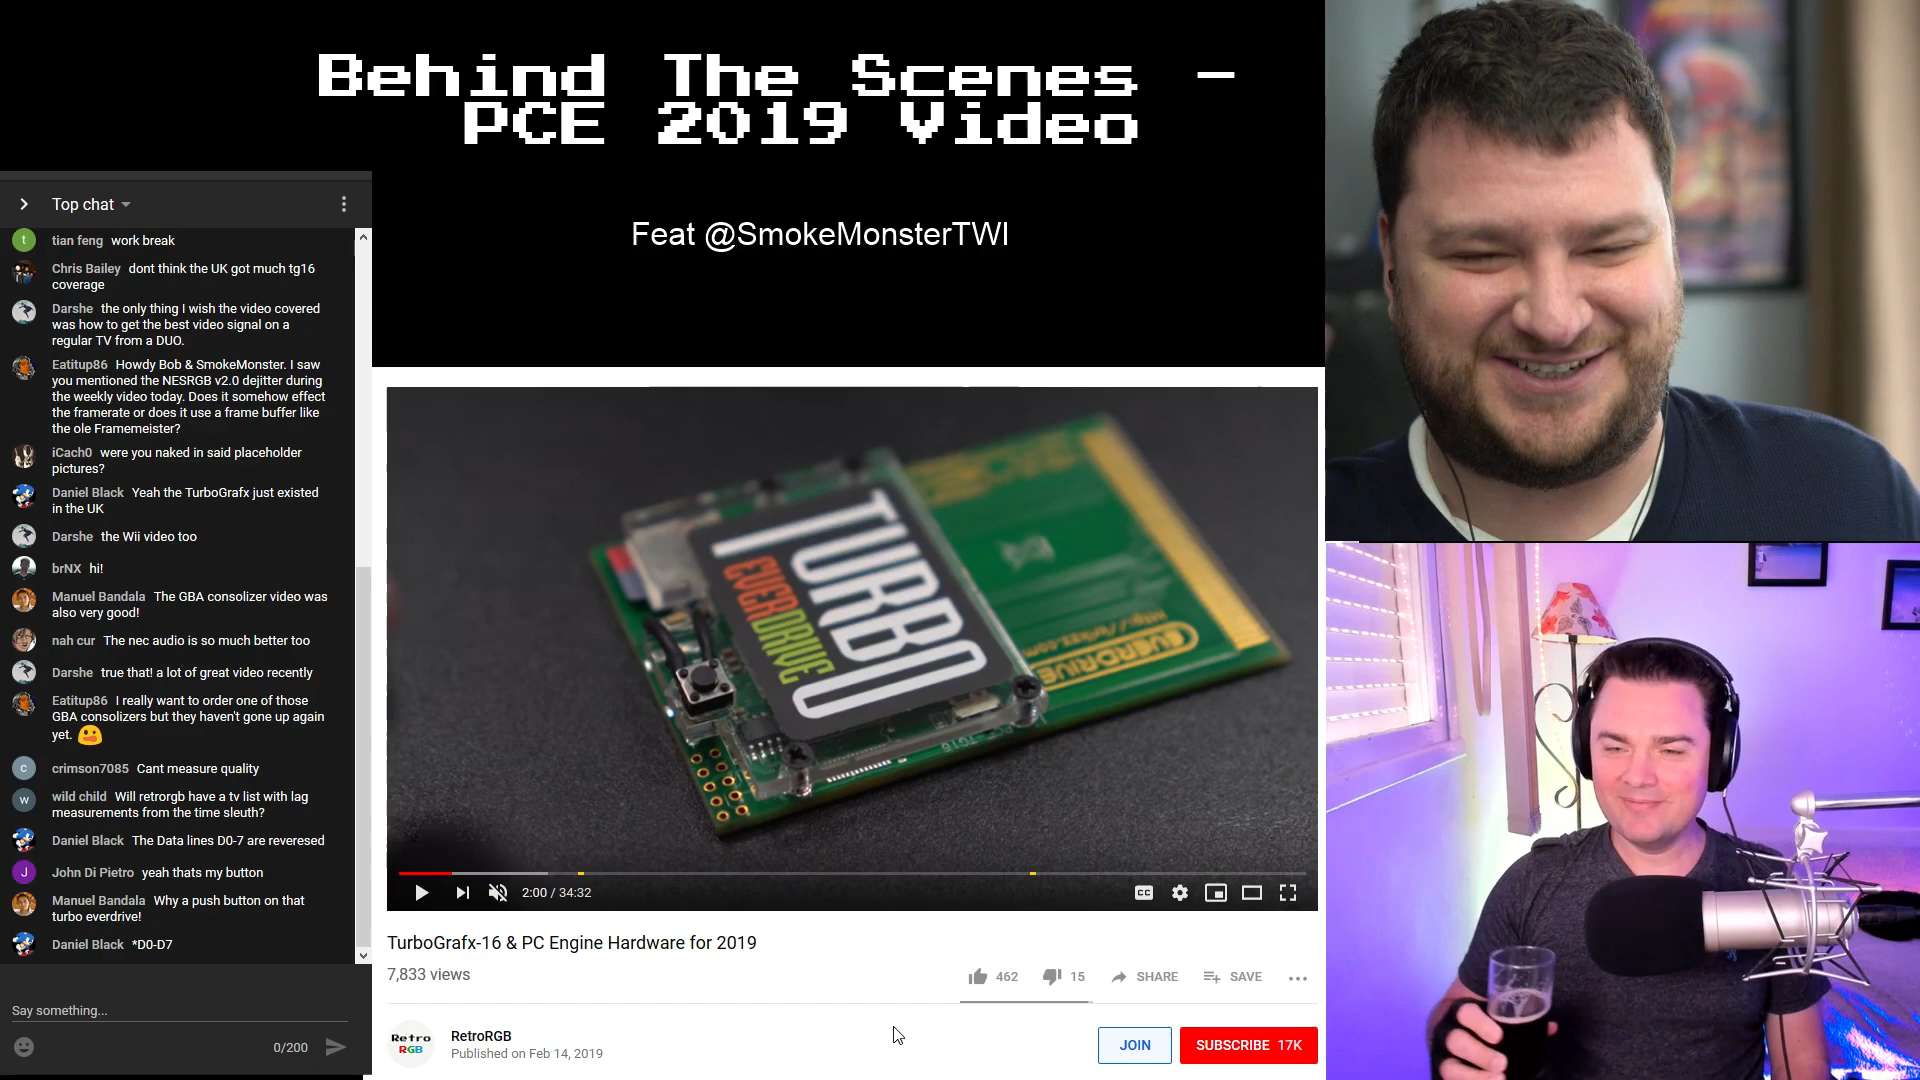 Behind The Scenes -
PCE 2019 Video
Feat @SmokeMonsterTWI
Top chat
tian feng work break
Chris Bailey dont think the UK got much tg16
coverage
Darshe the only thing I wish the video covered
was how to get the best video signal on a
regular TV from a DUO.
Eatitup86 Howdy Bob & SmokeMonster. I saw
you mentioned the NESRGB v2.0 dejitter during
the weekly video today. Does it somehow effect
the framerate or does it use a frame buffer like
the ole Framemeister?
iCach0 were you naked in said placeholder
pictures?
Daniel Black Yeah the TurboGrafx just existed
in the UK
Darshe the Wii video too
brNX hi!
Manuel Bandala The GBA consolizer video was
also very good!
nah cur The nec audio is so much better too
Darshe true that! a lot of great video recently
Eatitup86 I really want to order one of those
GBA consolizers but they haven't gone up again
yet.
c crimson7085 Cant measure quality
w wild child Will retrorgb have a tv list with lag
measurements from the time sleuth?
Daniel Black The Data lines D0-7 are reveresed
J John Di Pietro yeah thats my button
Manuel Bandala Why a push button on that
turbo everdrive!
Daniel Black *D0-D7
Say something...
0/200
TURBO
EVERDRIVE
EVERDRIVE
2:00 / 34:32
CC
TurboGrafx-16 & PC Engine Hardware for 2019
7,833 views
462
15
SHARE
SAVE
Retro
RGB
RetroRGB
Published on Feb 14, 2019
JOIN
SUBSCRIBE 17K